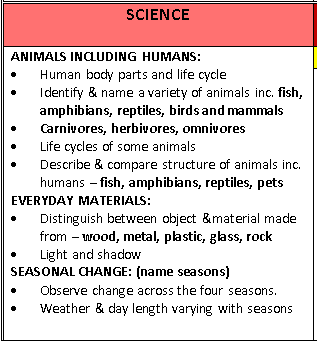 SCIENCE
ANIMALS INCLUDING HUMANS:
• Human body parts and life cycle
• Identify & name a variety of animals inc. fish,
amphibians, reptiles, birds and mammals
• Carnivores, herbivores, omnivores
• Life cycles of some animals
• Describe & compare structure of animals inc.
humans – fish, amphibians, reptiles, pets
EVERYDAY MATERIALS:
• Distinguish between object &material made
from – wood, metal, plastic, glass, rock
• Light and shadow
SEASONAL CHANGE: (name seasons)
• Observe change across the four seasons.
• Weather & day length varying with seasons